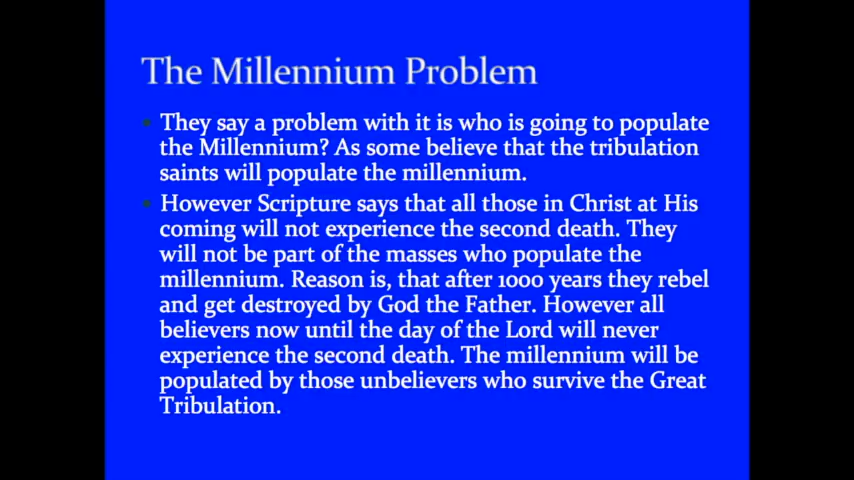 The Millennium Problem
They say a problem with it is who is going to populate
the Millennium? As some believe that the tribulation
saints will populate the millennium.
However Scripture says that all those in Christ at His
coming will not experience the second death. They
will not be part of the masses who populate the
millennium. Reason is, that after 1000 years they rebel
and get destroyed by God the Father. However all
believers now until the day of the Lord will never
experience the second death. The millennium will be
populated by those unbelievers who survive the Great
Tribulation.